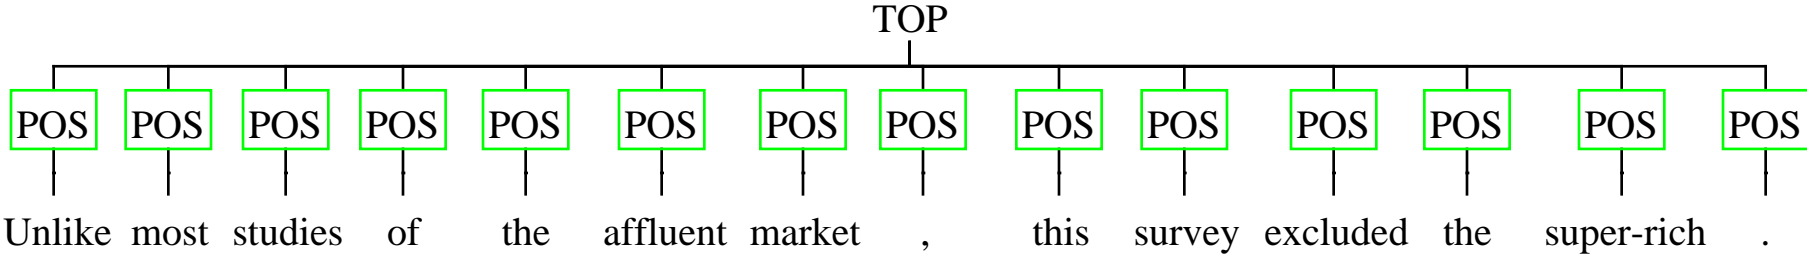 TOP
POS POS POS POS POS POS POS POS POS POS POS POS POS POS
Unlike most studies of the affluent market , this survey excluded the super-rich .